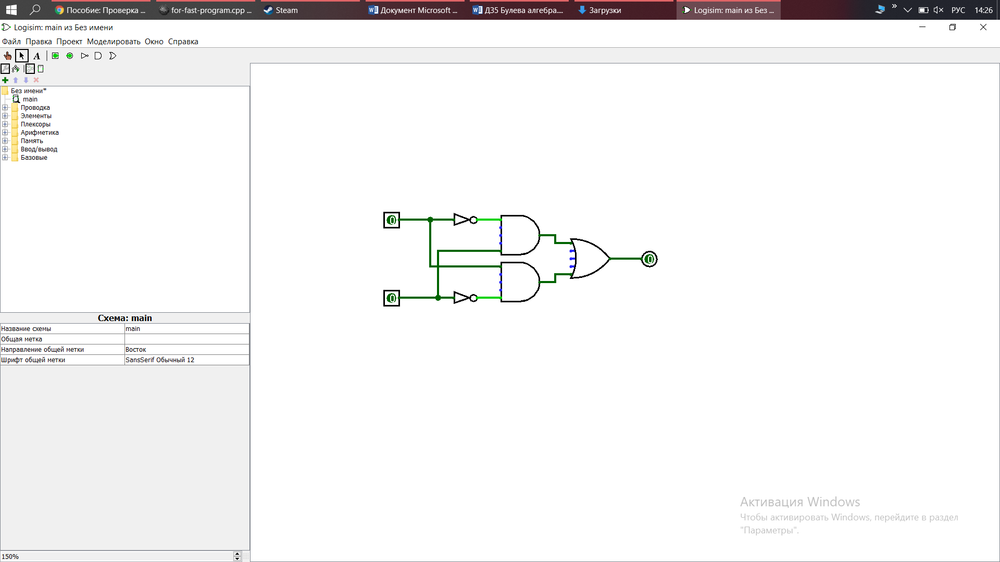 Пособие: Проверка ...
for-fast-program.cpp ...
Steam
Документ Microsoft ...
ДЗ5 Булева алгебра....
Загрузки
Logisim: main из Без ...
РУС
14:26
Logisim: main из Без имени
Файл Правка Проект Моделировать Окно Справка
A
Без имени*
main
Проводка
Элементы
Плексоры
Арифметика
Память
Ввод/вывод
Базовые
Схема: main
Название схемы main
Общая метка
Направление общей метки Восток
Шрифт общей метки SansSerif Обычный 12
150%
0
0
0
Активация Windows
Чтобы активировать Windows, перейдите в раздел
"Параметры".